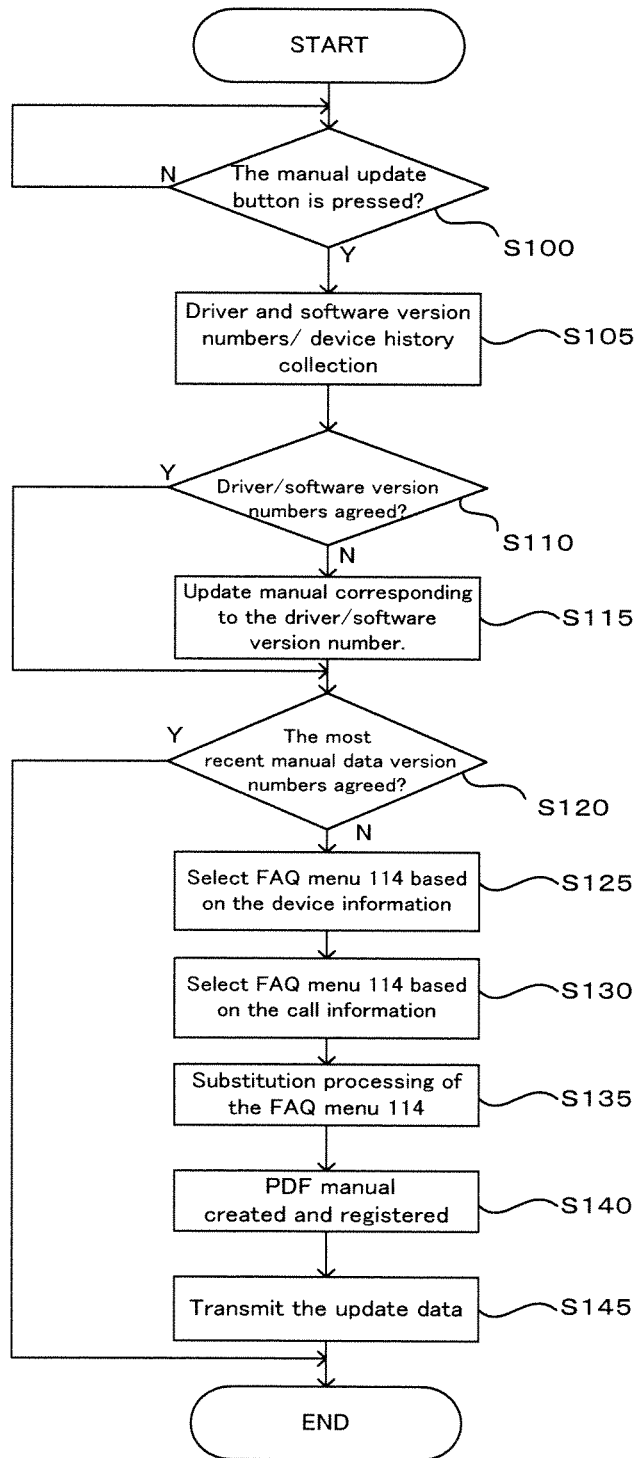 START
N
The manual update
button is pressed?
S100
Y
Driver and software version
numbers/ device history
collection
S105
Y
Driver/software version
numbers agreed?
S110
N
Update manual corresponding
to the driver/software
version number.
S115
Y
The most
recent manual data version
numbers agreed?
S120
N
Select FAQ menu 114 based
on the device information
S125
Select FAQ menu 114 based
on the call information
S130
Substitution processing of
the FAQ menu 114
S135
PDF manual
created and registered
S140
Transmit the update data
S145
END